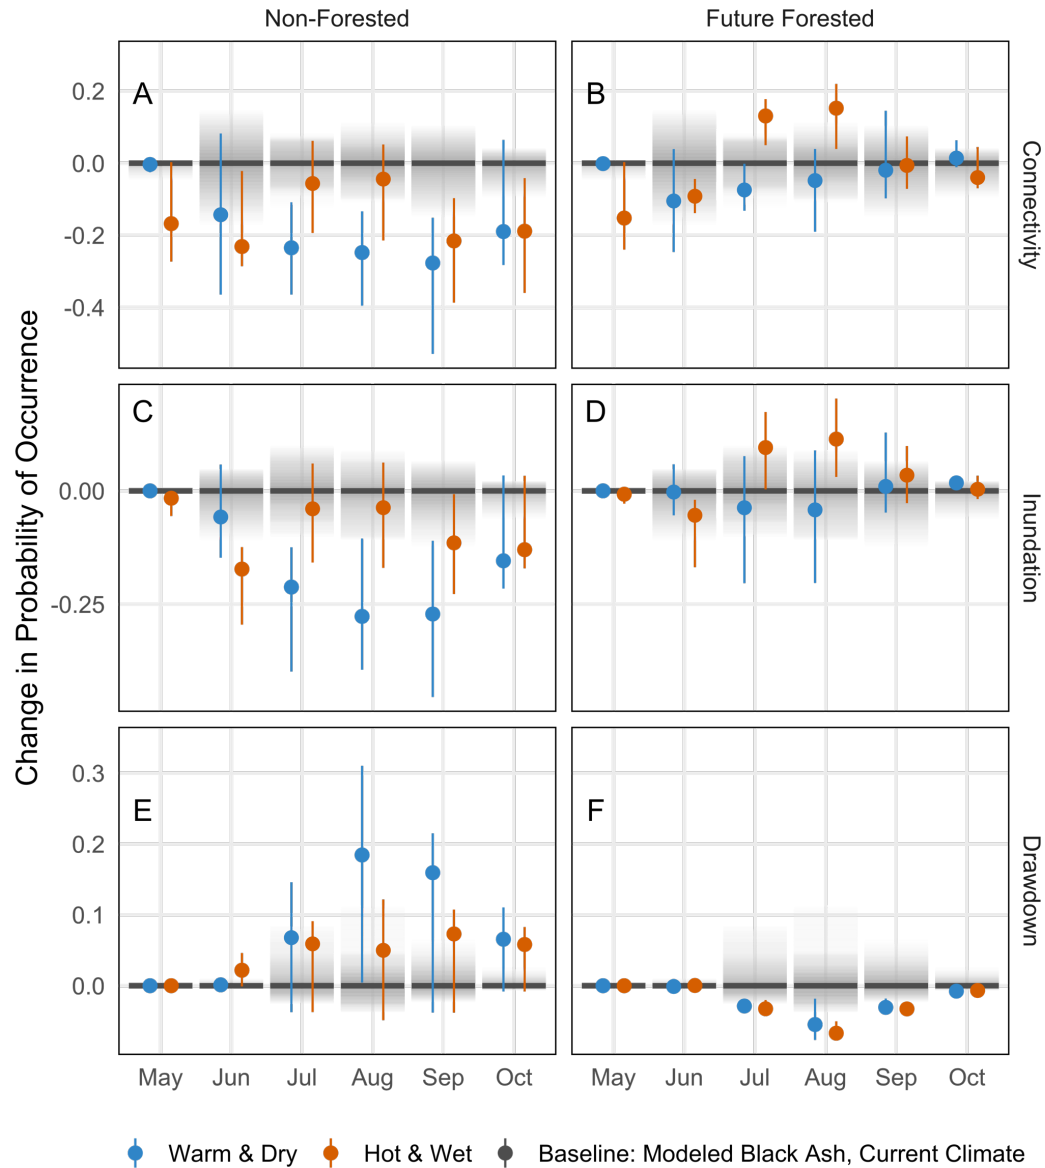 Non-Forested
Future Forested
Change in Probability of Occurrence
A
0.2
0.0
-0.2
-0.4
B
Connectivity
C
0.00
-0.25
D
Inundation
E
0.3
0.2
0.1
0.0
F
Drawdown
May Jun Jul Aug Sep Oct
May Jun Jul Aug Sep Oct
Warm & Dry Hot & Wet Baseline: Modeled Black Ash, Current Climate